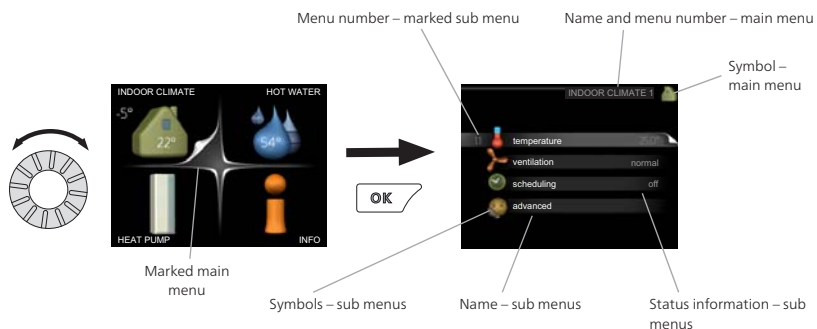 Menu number – marked sub menu
Name and menu number – main menu
Symbol –
main menu
INDOOR CLIMATE
HOT WATER
-5°
22°
54°
HEAT PUMP
INFO
OK
INDOOR CLIMATE 1
temperature
ventilation
normal
scheduling
off
advanced
Marked main
menu
Symbols – sub menus
Name – sub menus
Status information – sub
menus